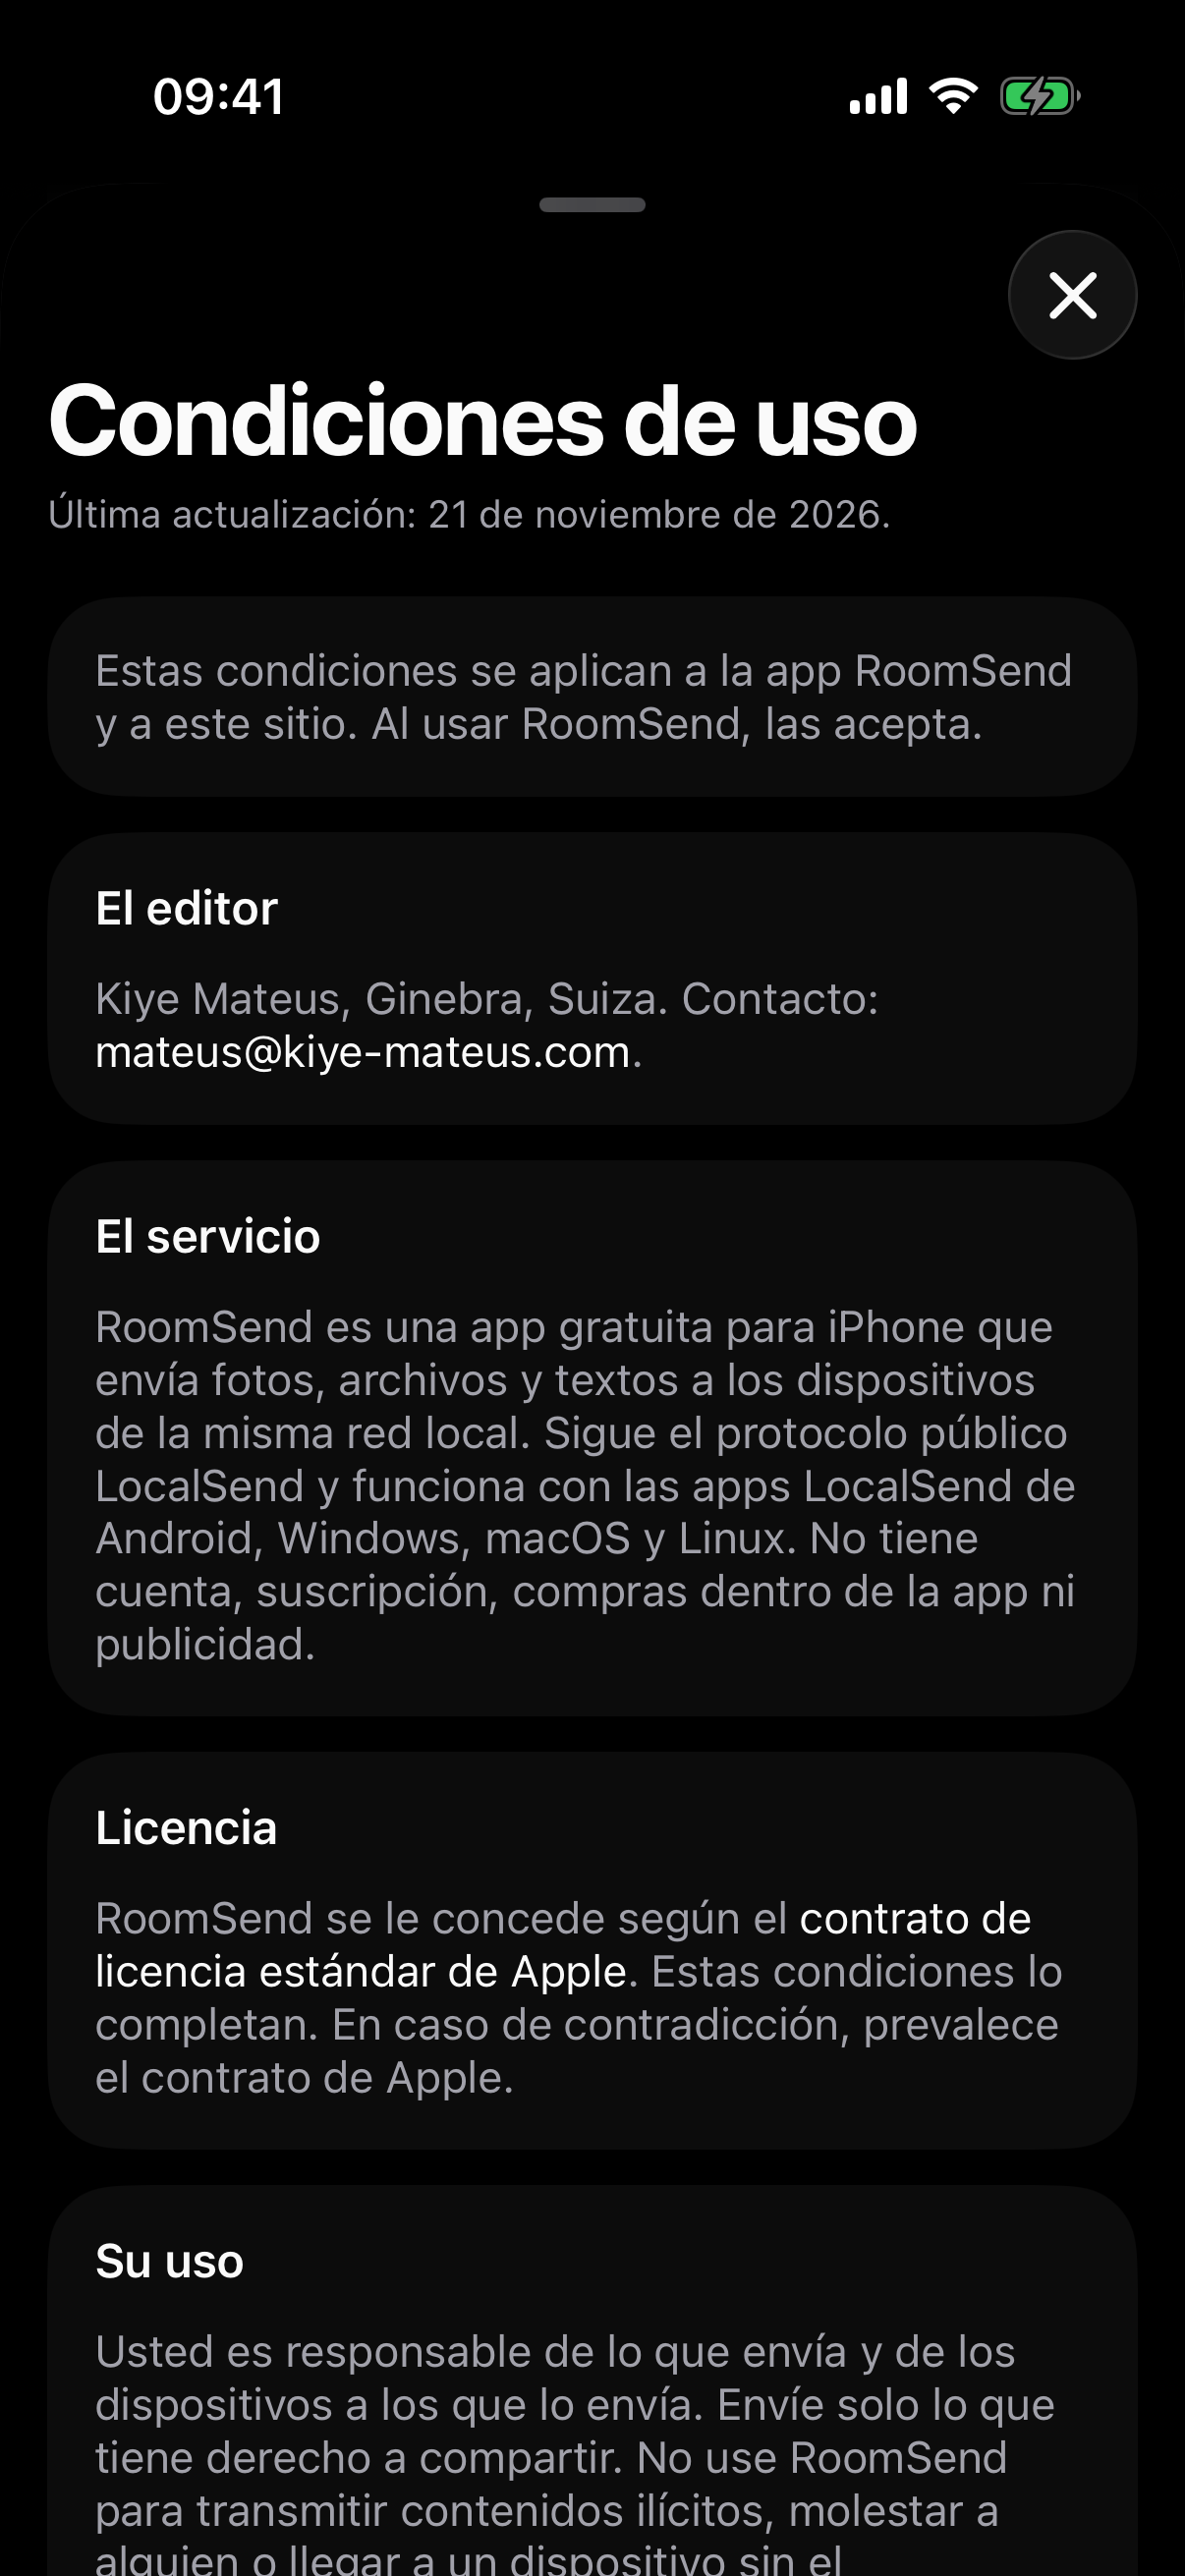 09:41
Condiciones de uso
Última actualización: 21 de noviembre de 2026.
Estas condiciones se aplican a la app RoomSend
y a este sitio. Al usar RoomSend, las acepta.
El editor
Kiye Mateus, Ginebra, Suiza. Contacto:
mateus@kiye-mateus.com.
El servicio
RoomSend es una app gratuita para iPhone que
envía fotos, archivos y textos a los dispositivos
de la misma red local. Sigue el protocolo público
LocalSend y funciona con las apps LocalSend de
Android, Windows, macOS y Linux. No tiene
cuenta, suscripción, compras dentro de la app ni
publicidad.
Licencia
RoomSend se le concede según el contrato de
licencia estándar de Apple. Estas condiciones lo
completan. En caso de contradicción, prevalece
el contrato de Apple.
Su uso
Usted es responsable de lo que envía y de los
dispositivos a los que lo envía. Envíe solo lo que
tiene derecho a compartir. No use RoomSend
para transmitir contenidos ilícitos, molestar a
alguien o llegar a un dispositivo sin el